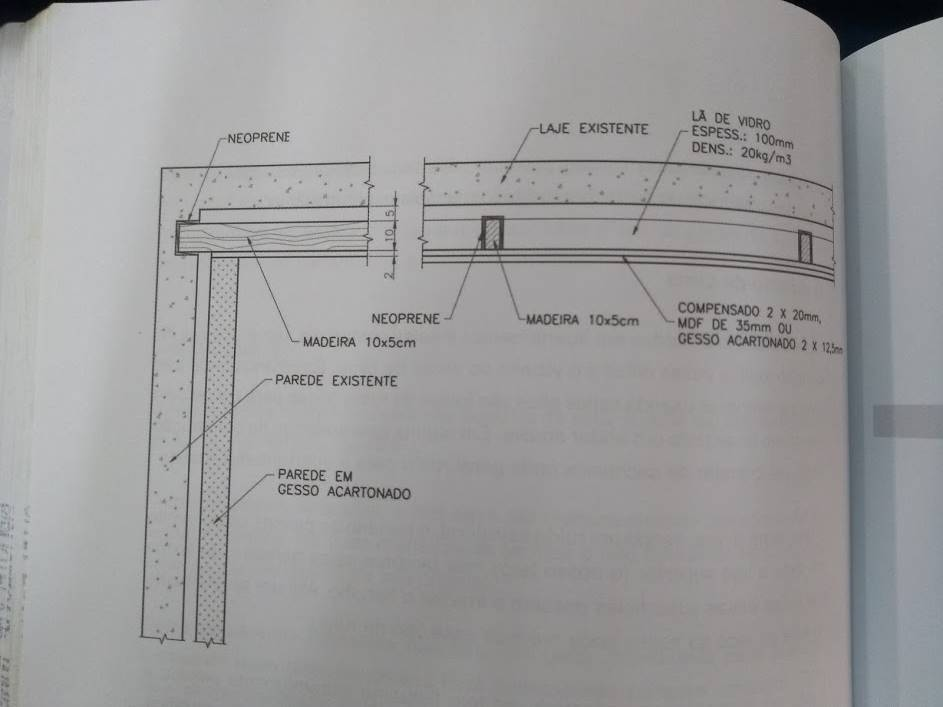 NEOPRENE
LAJE EXISTENTE
LÃ DE VIDRO
ESPESS.: 100mm
DENS.: 20kg/m3
5
10
2
NEOPRENE
MADEIRA 10x5cm
COMPENSADO 2 X 20mm,
MDF DE 35mm OU
GESSO ACARTONADO 2 X 12,5mm
MADEIRA 10x5cm
PAREDE EXISTENTE
PAREDE EM
GESSO ACARTONADO